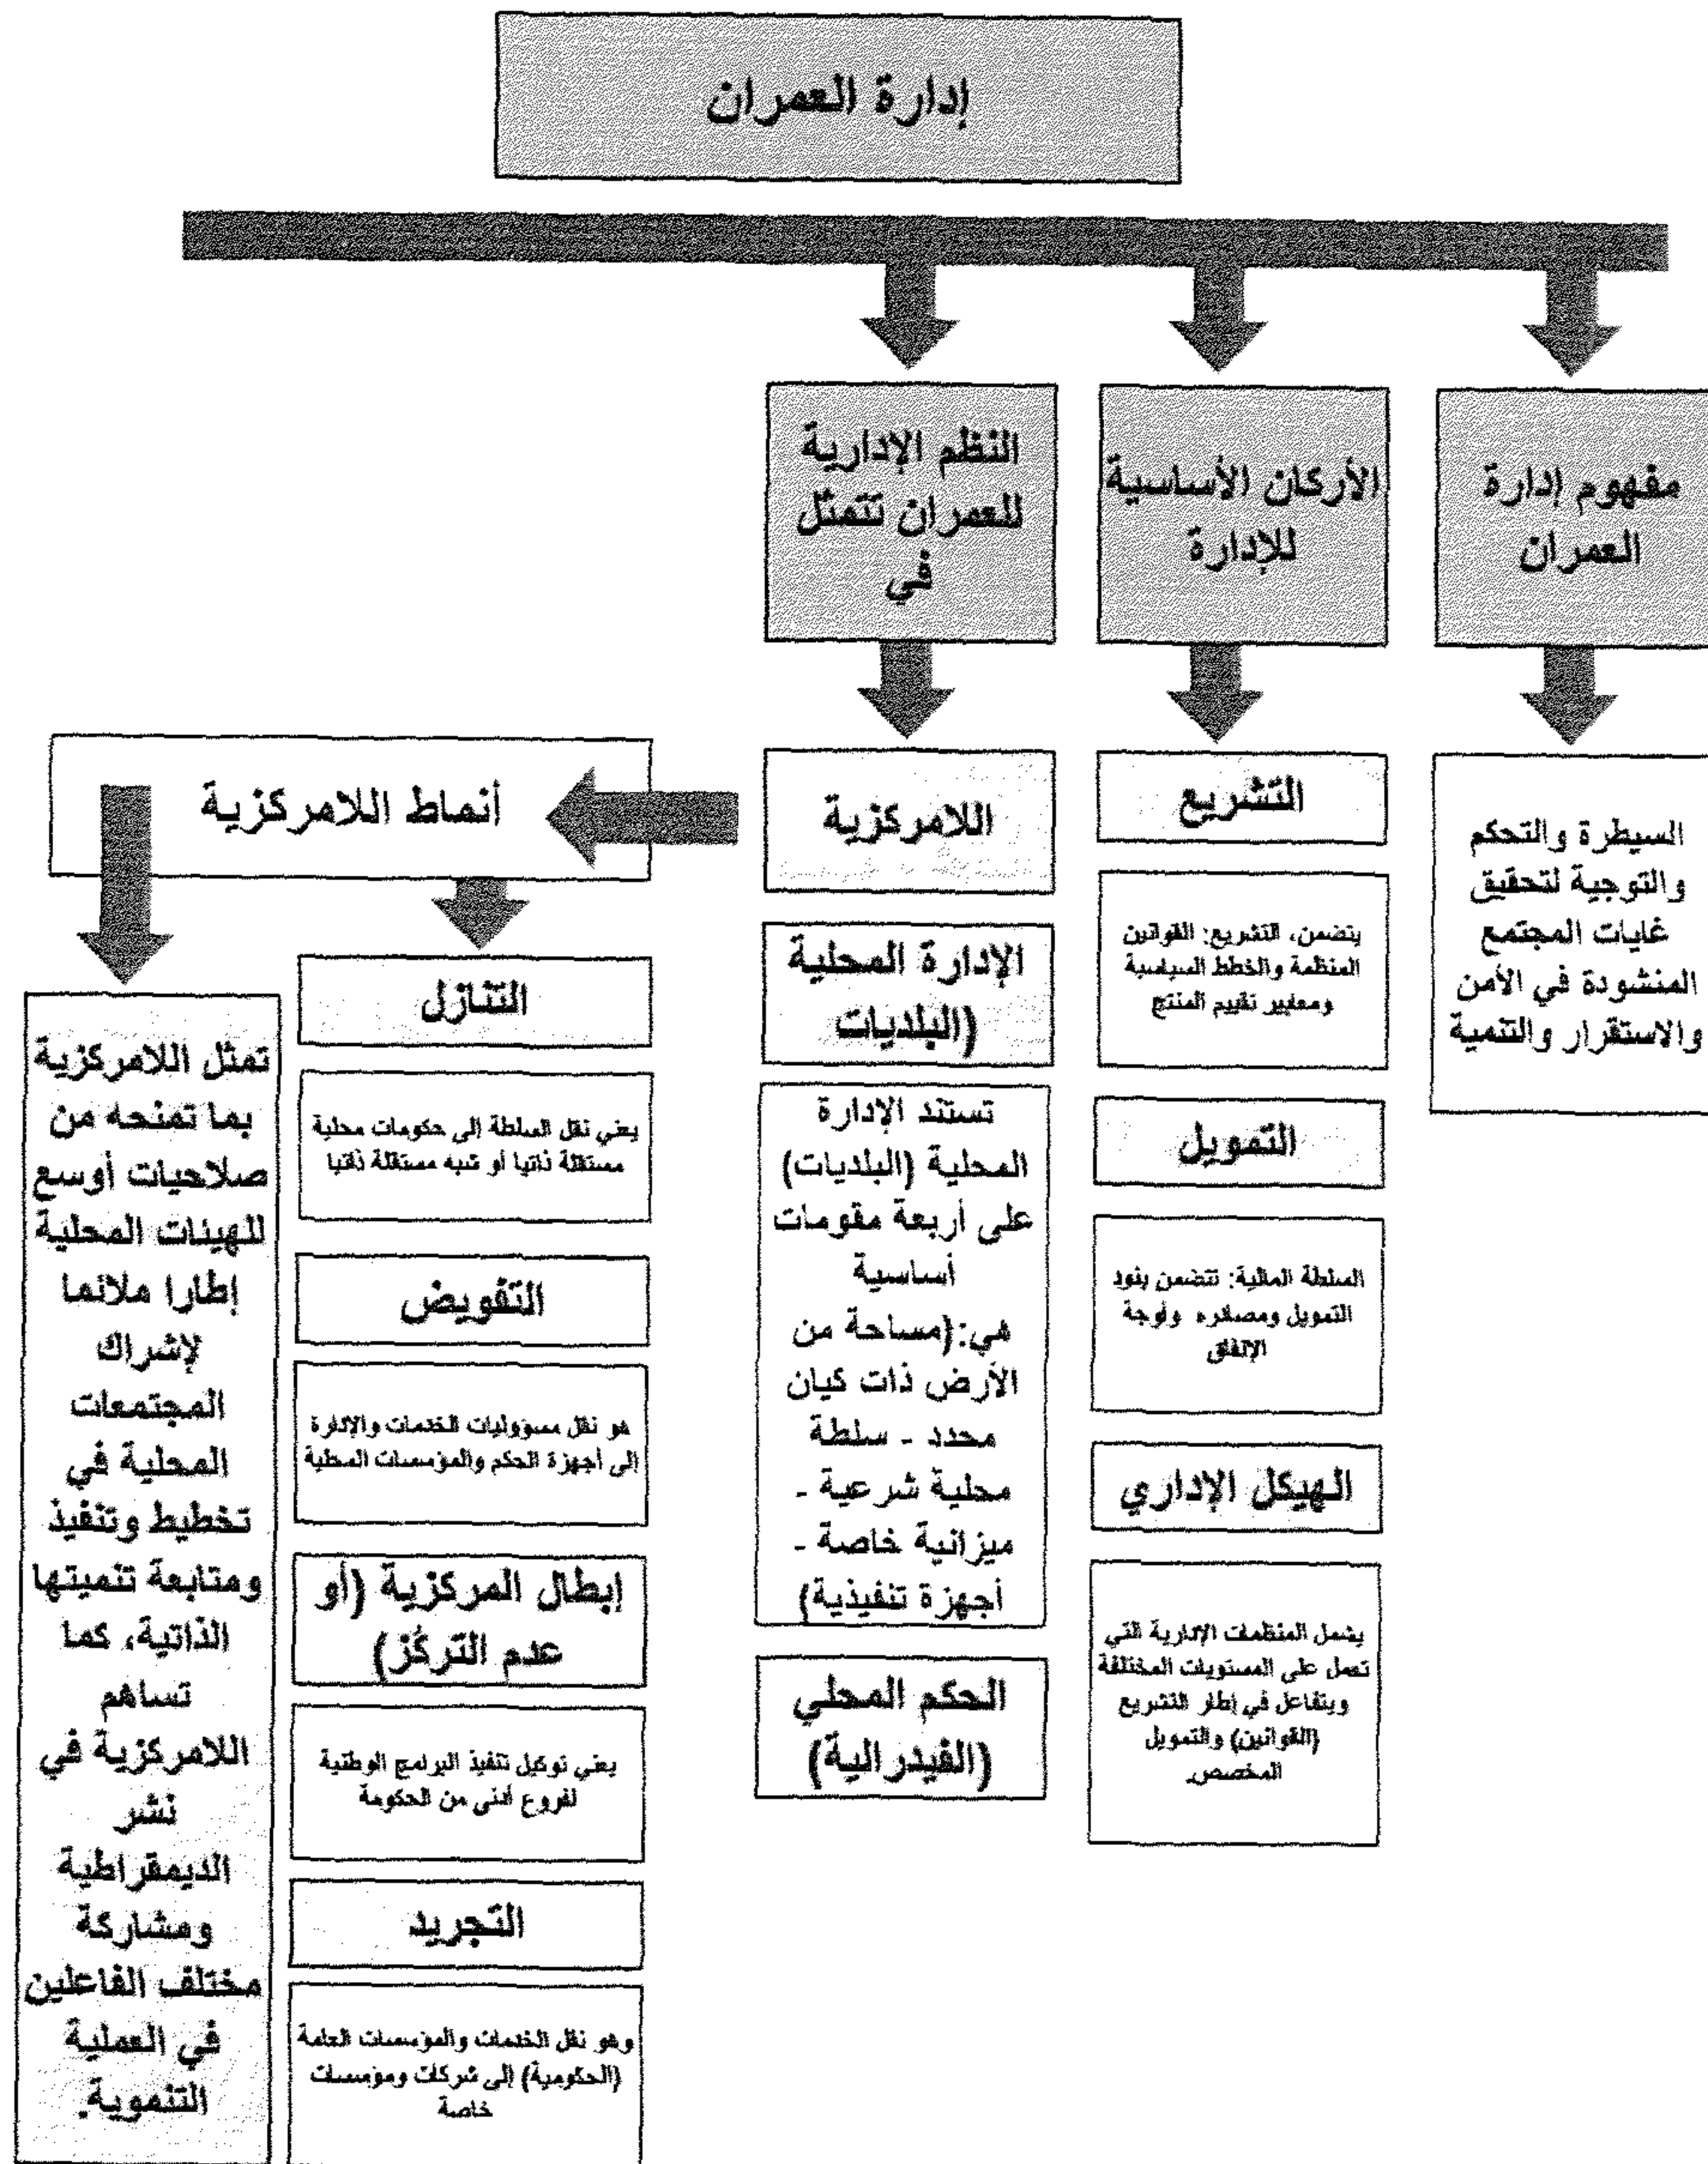 إدارة العمران
مفهوم إدارة
العمران
السيطرة والتحكم
والتوجية لتحقيق
غايات المجتمع
المنشودة في الأمن
والاستقرار والتنمية
الأركان الأساسية
للإدارة
التشريع
يتضمن، التشريع: القوانين
المنظمة والخطط السياسية
ومعايير تقييم المنتج
التمويل
السلطة المالية: تتضمن بنود
التمويل ومصادره وأوجة
الإنفاق
الهيكل الإداري
يشمل المنظمات الإدارية التي
تعمل على المستويات المختلفة
ويتفاعل في إطار التشريع
(القوانين) والتمويل
المخصص.
النظم الإدارية
للعمران تتمثل
في
اللامركزية
الإدارة المحلية
(البلديات
تستند الإدارة
المحلية (البلديات)
على أربعة مقومات
أساسية
هي:(مساحة من
الأرض ذات كيان
محدد - سلطة
محلية شرعية -
ميزانية خاصة -
أجهزة تنفيذية)
الحكم المحلي
(الفيدرالية)
أنماط اللامركزية
التنازل
يعني نقل السلطة إلى حكومات محلية
مستقلة ذاتيا أو شبه مستقلة ذاتيا
التفويض
هو نقل مسؤوليات الخدمات والإدارة
إلى أجهزة الحكم والمؤسسات المحلية
إبطال المركزية (أو
عدم التركز)
يعني توكيل تنفيذ البرامج الوطنية
لفروع أدنى من الحكومة
التجريد
وهو نقل الخدمات والمؤسسات العامة
(الحكومية) إلى شركات ومؤسسات
خاصة
تمثل اللامركزية
بما تمنحه من
صلاحيات أوسع
للهيئات المحلية
إطارا ملائما
لإشراك
المجتمعات
المحلية في
تخطيط وتنفيذ
ومتابعة تنميتها
الذاتية، كما
تساهم
اللامركزية في
نشر
الديمقراطية
ومشاركة
مختلف الفاعلين
في العملية
التنموية.